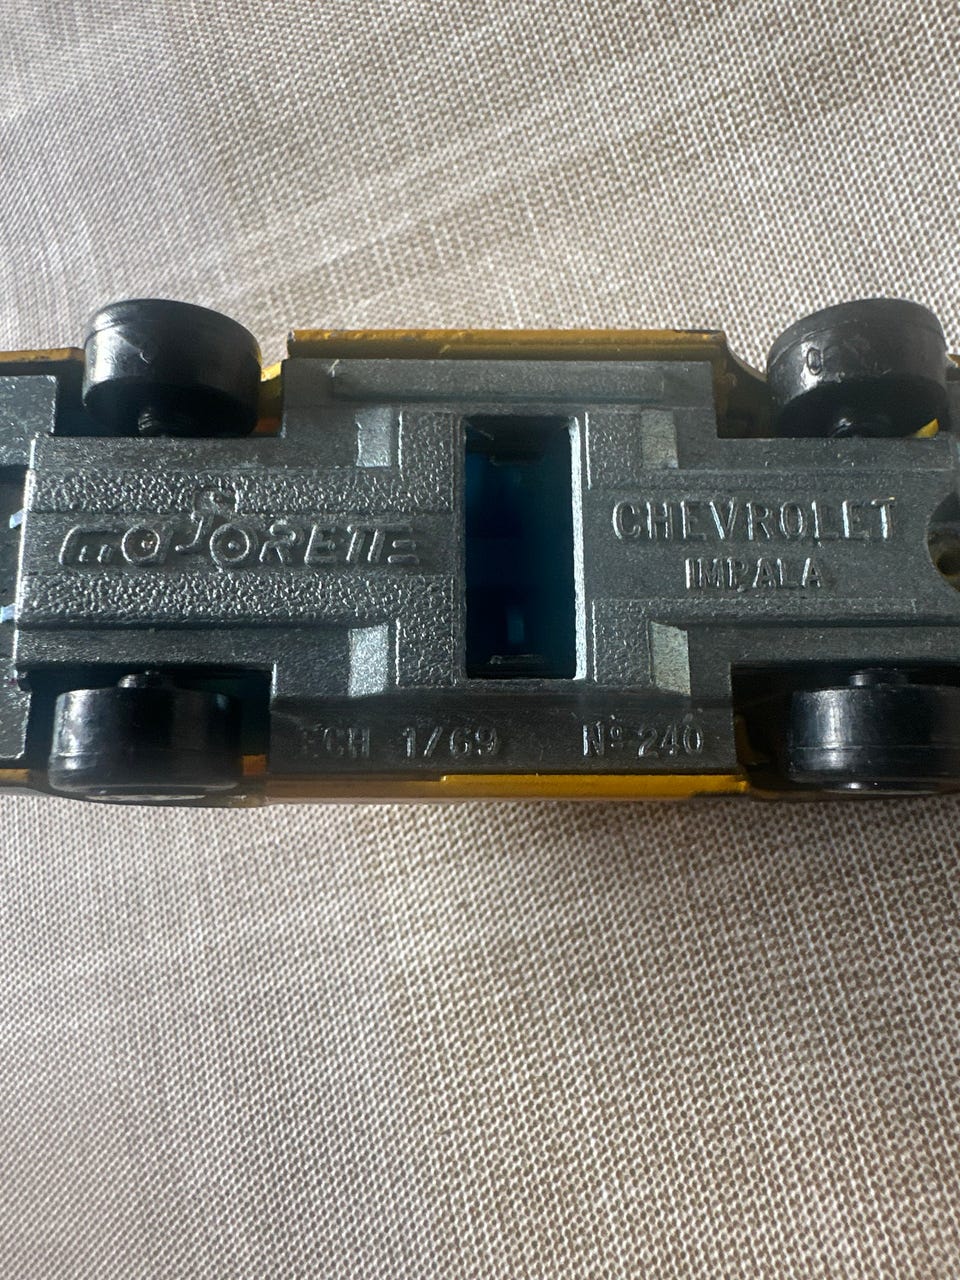 majORETTE
CHEVROLET
IMPALA
ECH 1/69 Nº 240